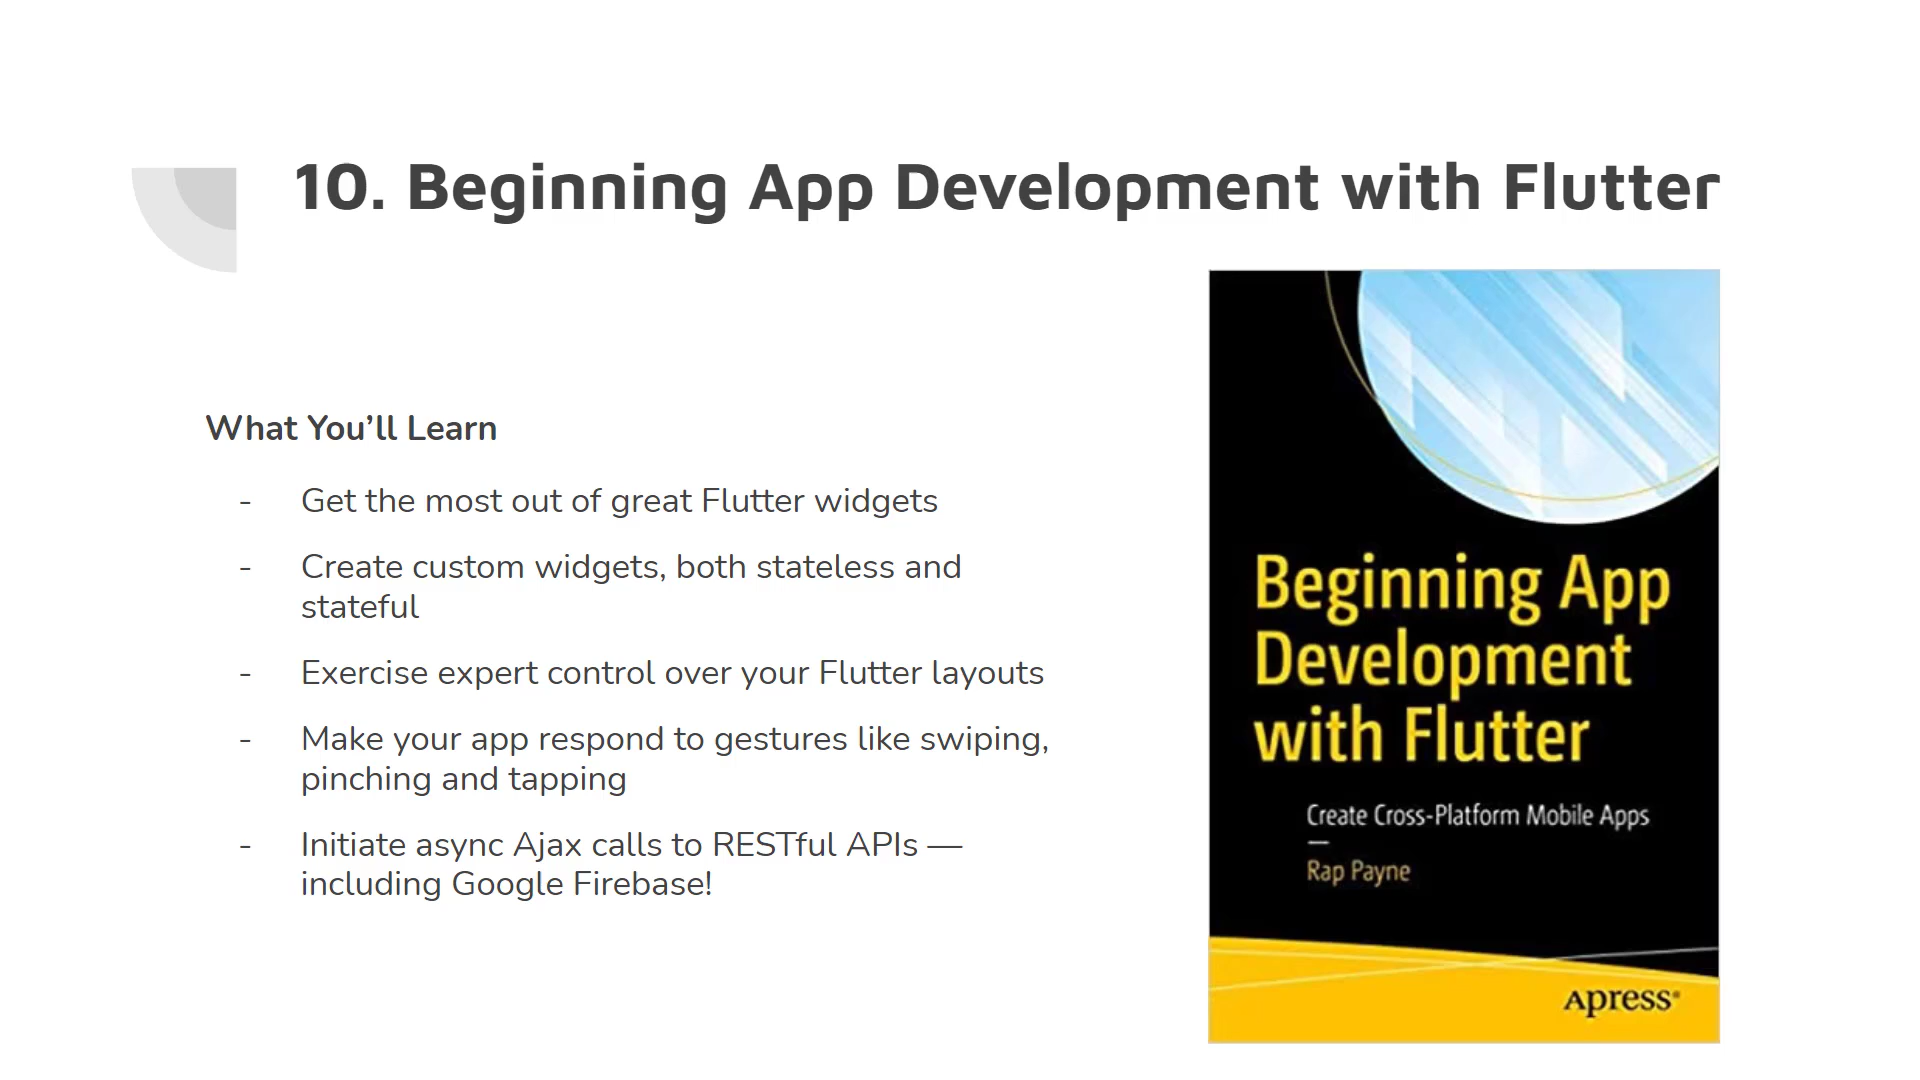 10. Beginning App Development with Flutter
What You’ll Learn
- Get the most out of great Flutter widgets
- Create custom widgets, both stateless and
stateful
- Exercise expert control over your Flutter layouts
- Make your app respond to gestures like swiping,
pinching and tapping
- Initiate async Ajax calls to RESTful APIs —
including Google Firebase!
Beginning App
Development
with Flutter
Create Cross-Platform Mobile Apps
—
Rap Payne
Apress®